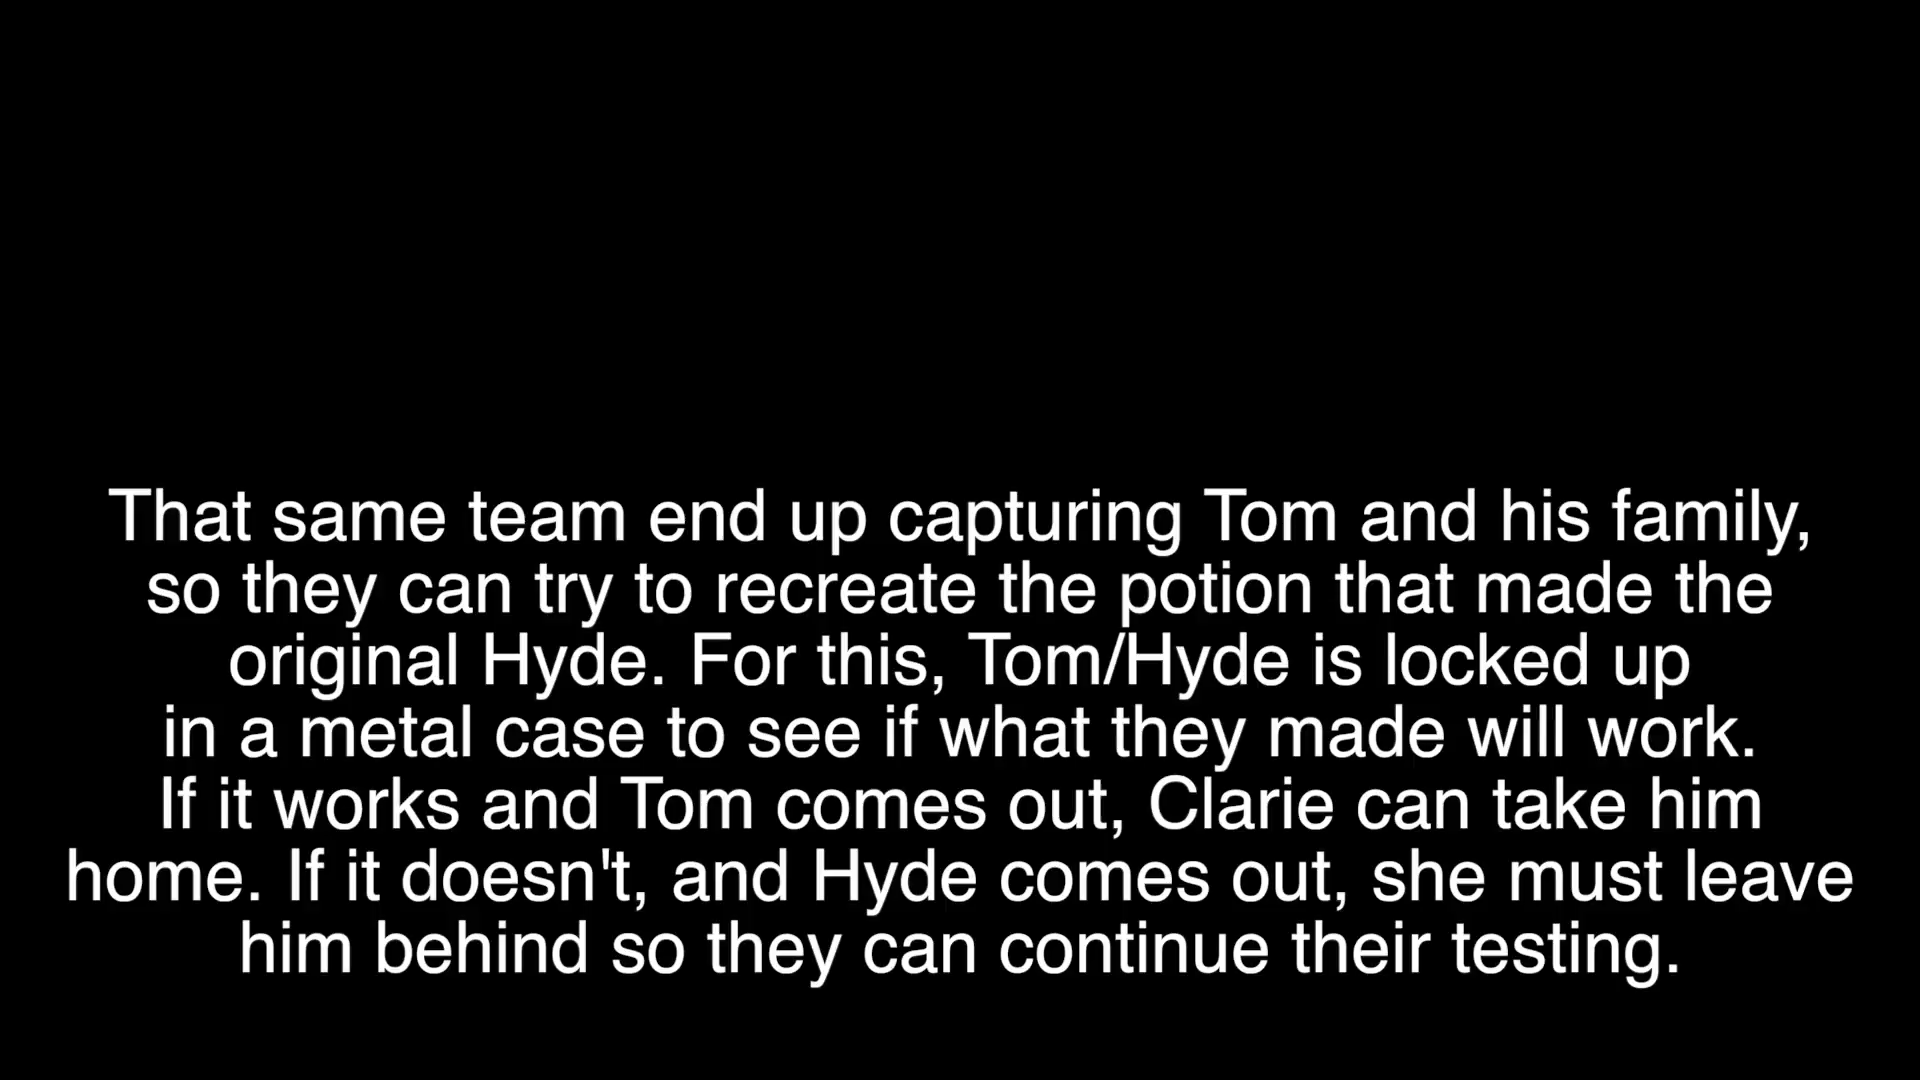 That same team end up capturing Tom and his family,
so they can try to recreate the potion that made the
original Hyde. For this, Tom/Hyde is locked up
in a metal case to see if what they made will work.
If it works and Tom comes out, Clarie can take him
home. If it doesn't, and Hyde comes out, she must leave
him behind so they can continue their testing.